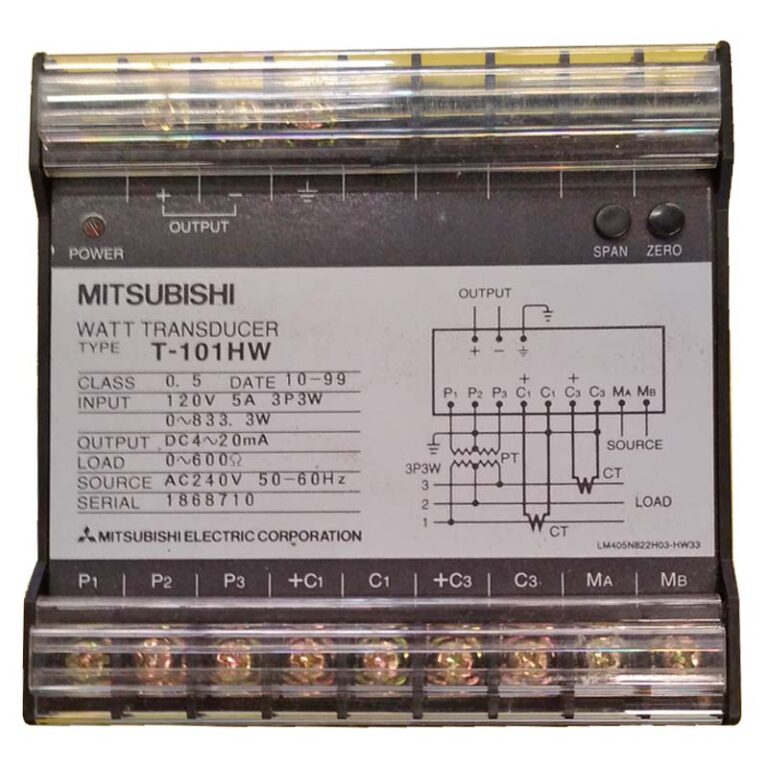 + −
OUTPUT
POWER
SPAN ZERO
MITSUBISHI
WATT TRANSDUCER
TYPE T-101HW
CLASS 0.5 DATE 10-99
INPUT 120V 5A 3P3W
0~833.3W
OUTPUT DC4~20mA
LOAD 0~600Ω
SOURCE AC240V 50-60Hz
SERIAL 1868710
MITSUBISHI ELECTRIC CORPORATION
OUTPUT
+ −
+ +
P1 P2 P3 C1 C1 C3 C3 MA MB
SOURCE
PT
3P3W
CT
3
2 LOAD
1
CT
LM405N822H03-HW33
P1 P2 P3 +C1 C1 +C3 C3 MA MB